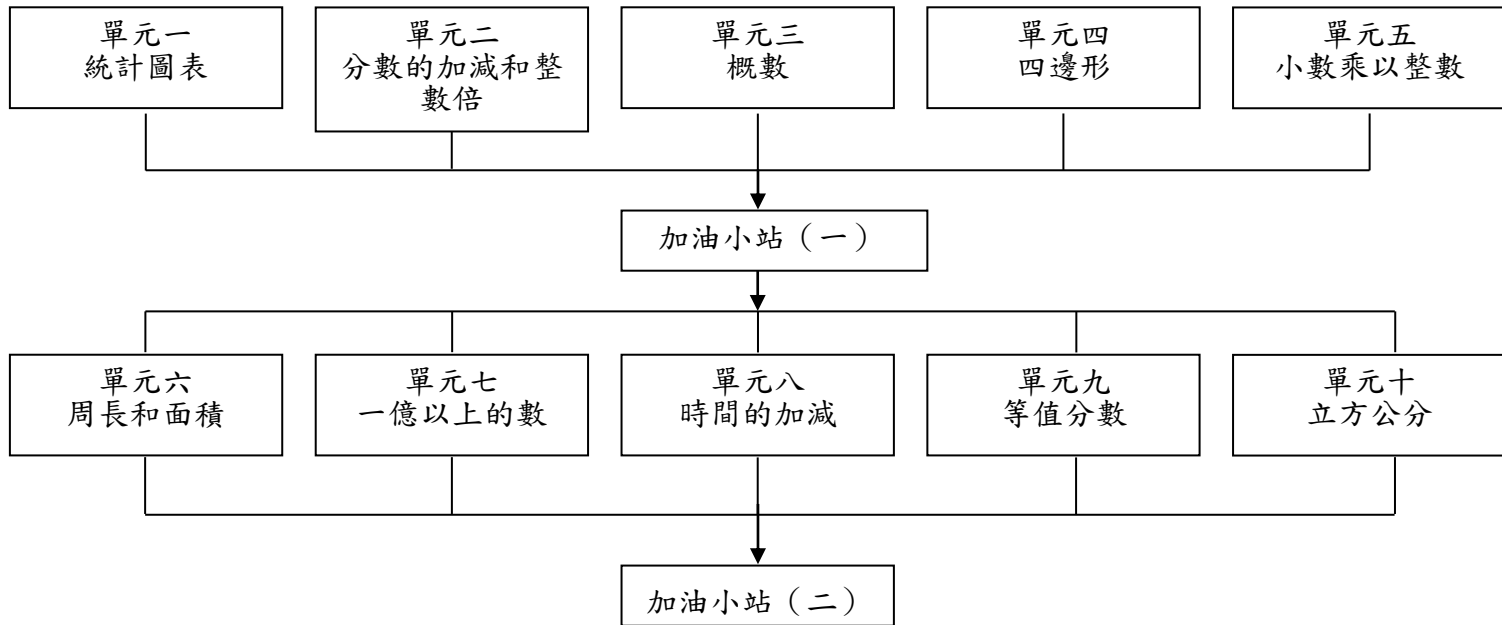 單元一
統計圖表
單元二
分數的加減和整
數倍
單元三
概數
單元四
四邊形
單元五
小數乘以整數
加油小站（一）
單元六
周長和面積
單元七
一億以上的數
單元八
時間的加減
單元九
等值分數
單元十
立方公分
加油小站（二）